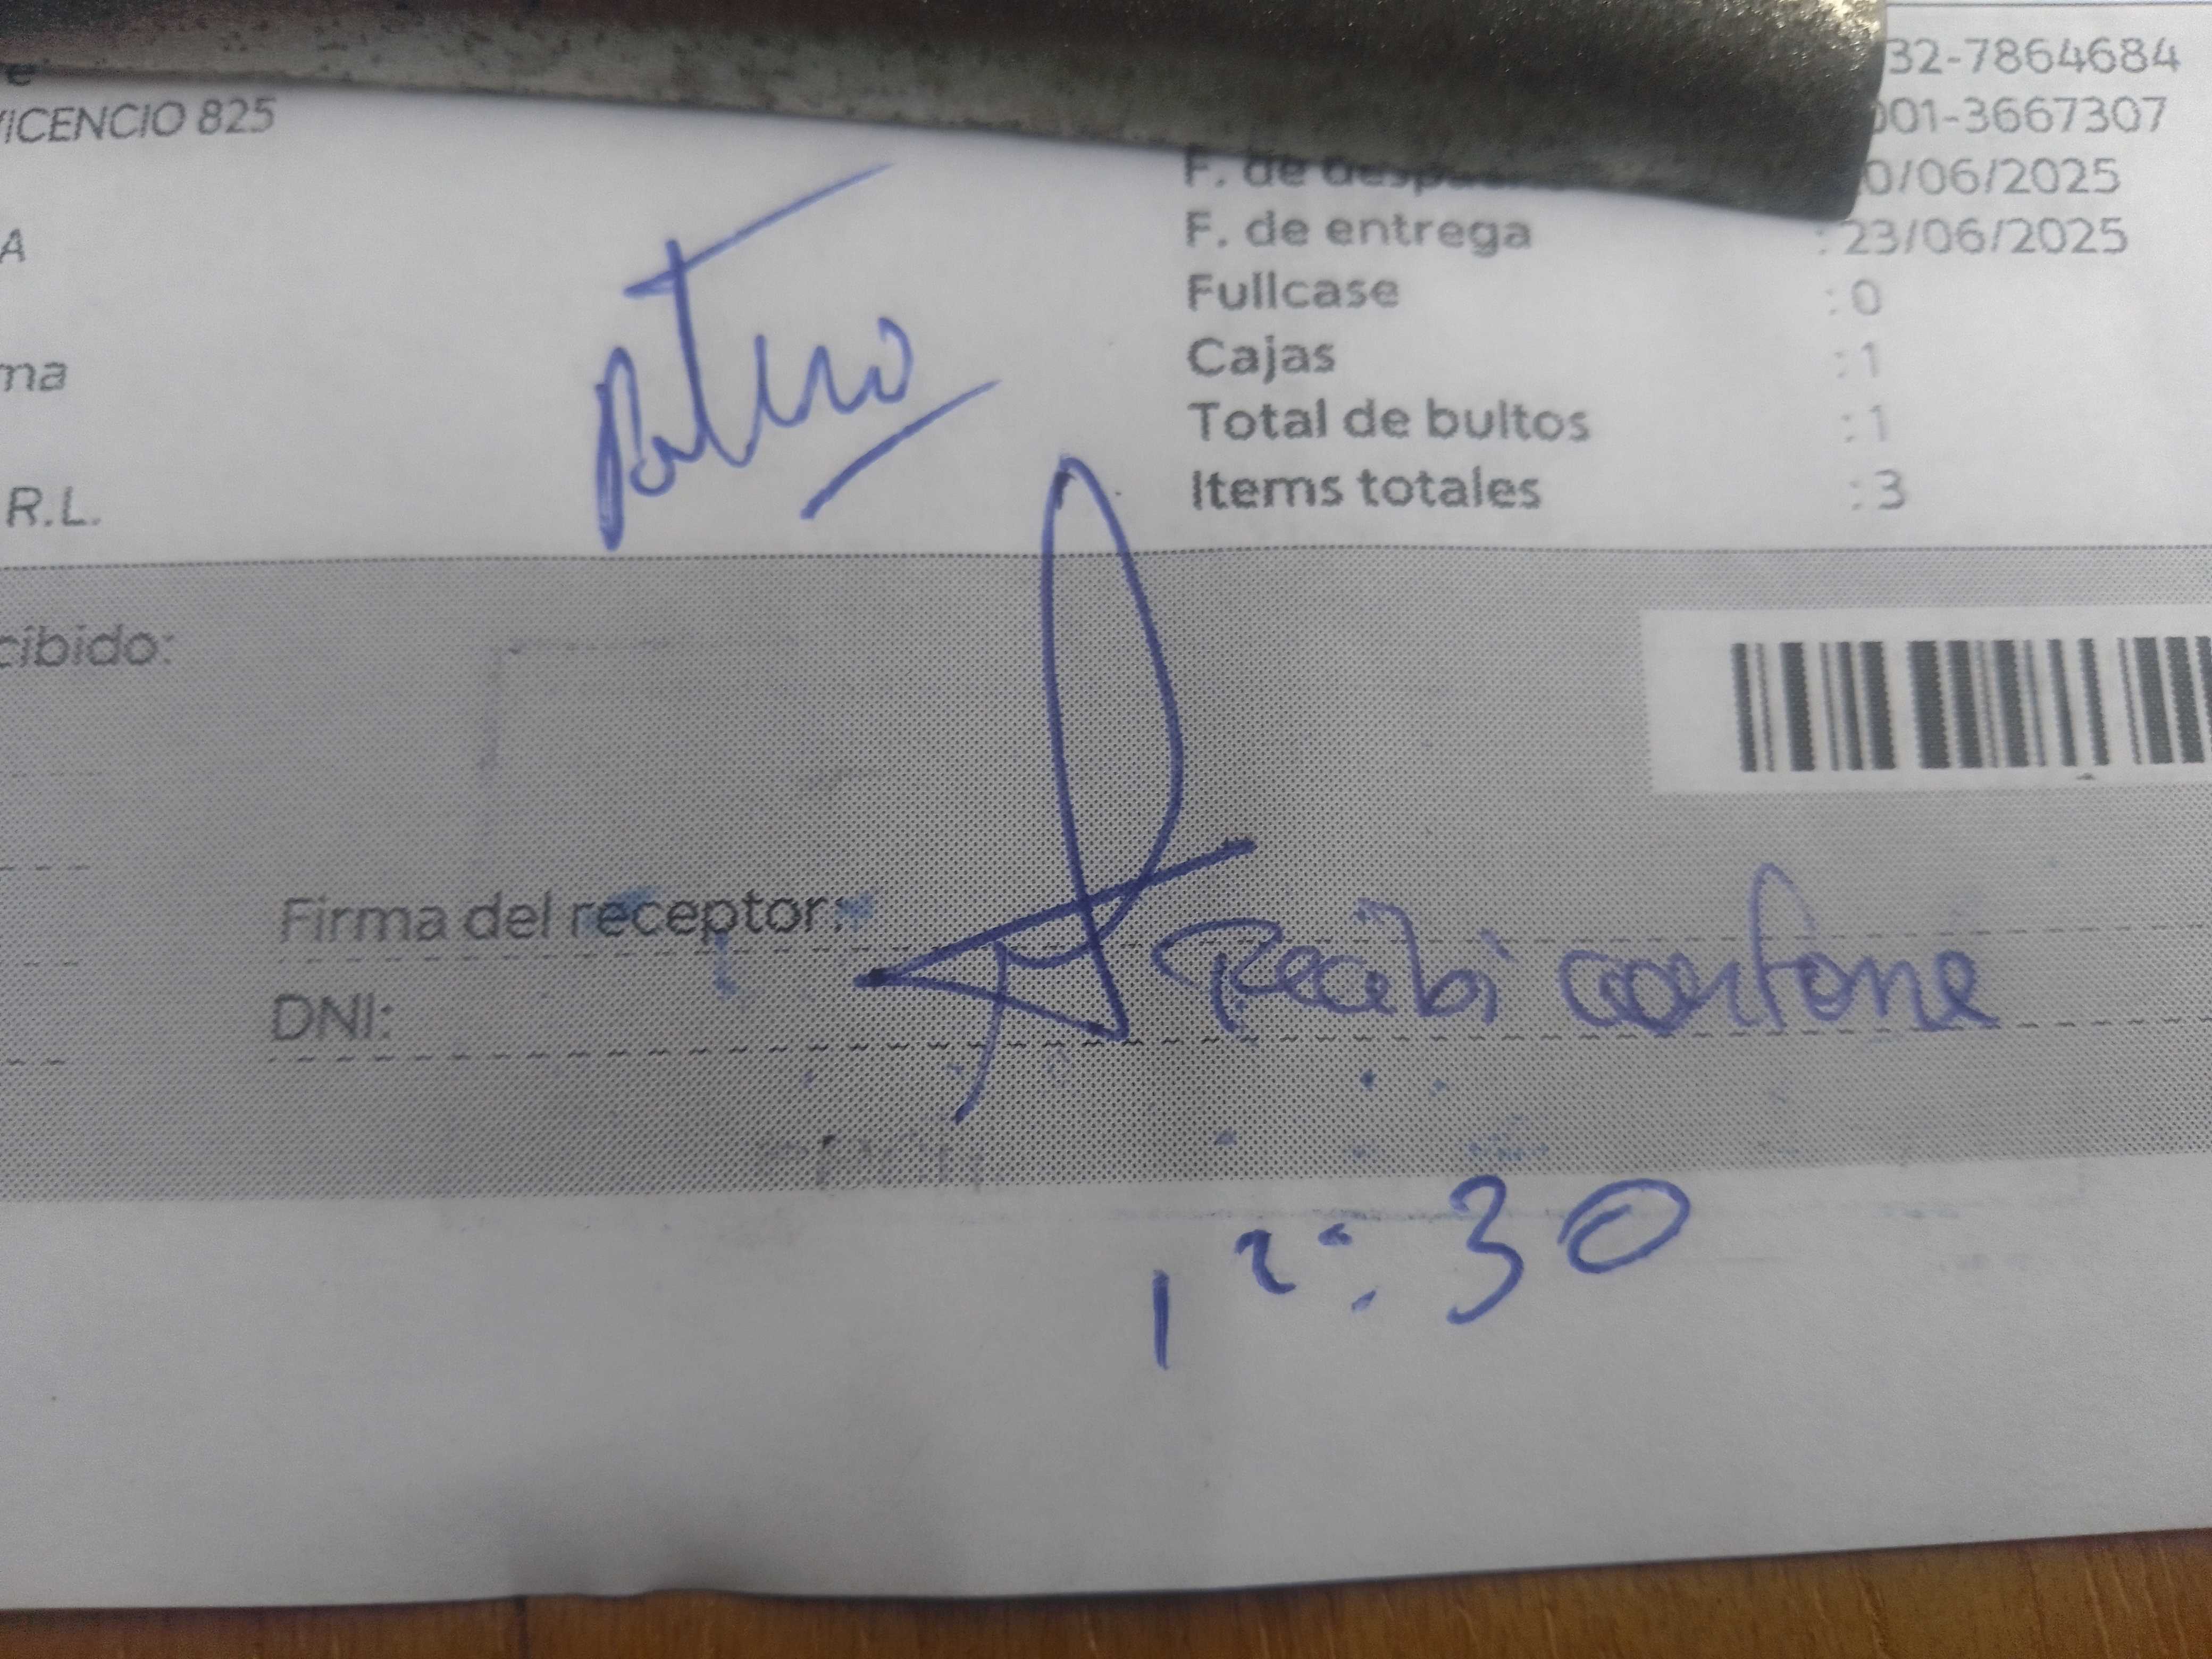 32-7864684
001-3667307
VICENCIO 825
0/06/2025
F. de entrega : 23/06/2025
A
Fullcase : 0
Cajas : 1
ma
Total de bultos : 1
R.L.
Items totales : 3
cibido:
Firma del receptor:
Recibi conforme
DNI:
12:30